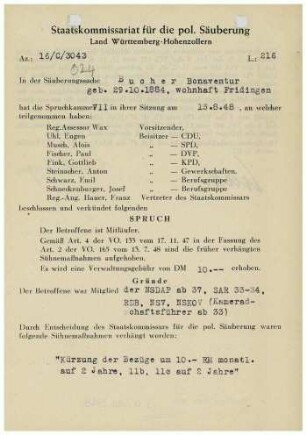 Staatskommissariat für die pol. Säuberung
Land Württemberg-Hohenzollern
Az.: 16/C/3043 L: 216
024
In der Säuberungssache Bucher Bonaventur
geb. 29.10.1884, wohnhaft Fridingen
hat die Spruchkammer VII in ihrer Sitzung am 13.8.48, an welcher
teilgenommen haben:
Reg.Assessor Wax Vorsitzender,
Uhl, Eugen Beisitzer — CDU,
Musch, Alois „ — SPD,
Fischer, Paul „ — DVP,
Fink, Gottlieb „ — KPD,
Steinacher, Anton „ — Gewerkschaften,
Schwarz, Emil „ — Berufsgruppe
Schneckenburger, Josef „ — Berufsgruppe
Reg.-Ang. Hauer, Franz Vertreter des Staatskommissars
beschlossen und verkündet folgenden
SPRUCH
Der Betroffene ist Mitläufer.
Gemäß Art. 4 der VO 133 vom 17. 11. 47 in der Fassung des
Art. 2 der VO 165 vom 13. 7. 48 sind die früher verhängten
Sühnemaßnahmen aufgehoben.
Es wird eine Verwaltungsgebühr von DM 10.-- erhoben.
Gründe
Der Betroffene war Mitglied der NSDAP ab 37, SAR 33-34,
RDB, NSV, NSKOV (Kamerad-
schaftsführer ab 33)
Durch Entscheidung des Staatskommissars für die pol. Säuberung waren
folgende Sühnemaßnahmen verhängt worden:
"Kürzung der Bezüge um 10.- RM monatl.
auf 2 Jahre, 11b, 11c auf 2 Jahre"